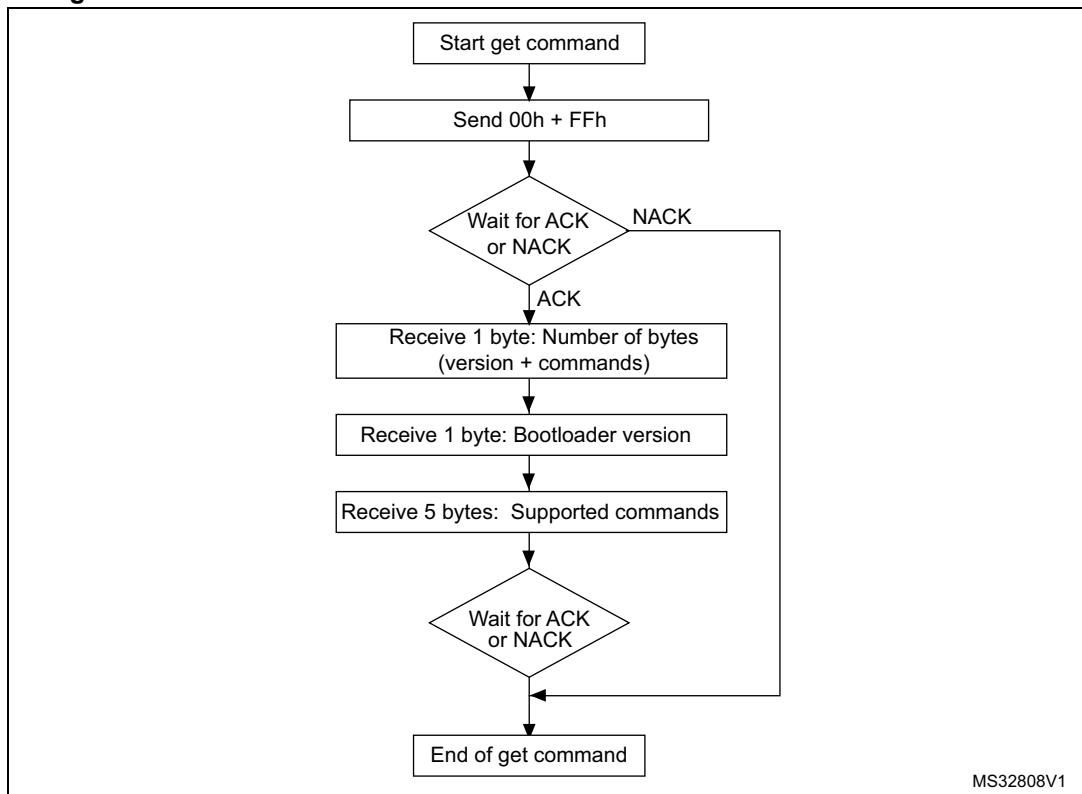 Start get command
Send 00h + FFh
Wait for ACK
or NACK
NACK
ACK
Receive 1 byte: Number of bytes
(version + commands)
Receive 1 byte: Bootloader version
Receive 5 bytes: Supported commands
Wait for ACK
or NACK
End of get command
MS32808V1